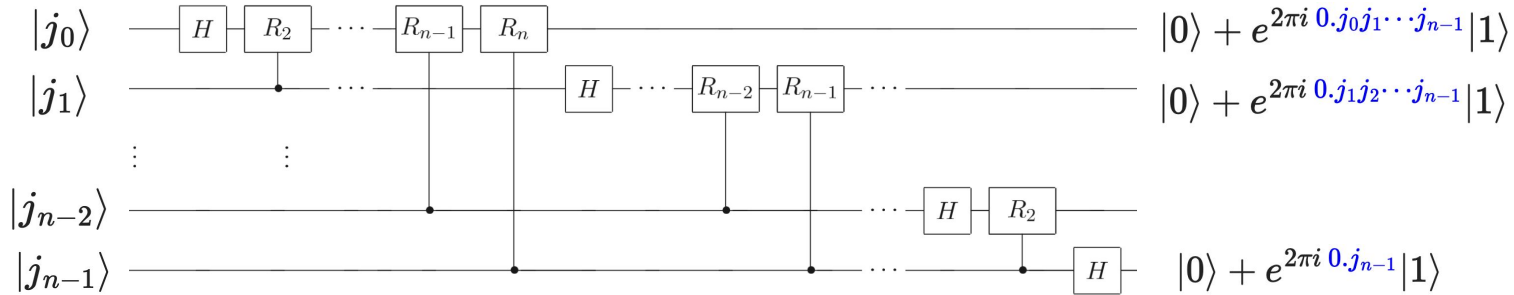 |j₀⟩ H R₂ ··· Rₙ₋₁ Rₙ |0⟩ + e^{2πi 0.j₀j₁···jₙ₋₁}|1⟩
|j₁⟩ ··· H ··· Rₙ₋₂ Rₙ₋₁ ··· |0⟩ + e^{2πi 0.j₁j₂···jₙ₋₁}|1⟩
⋮ ⋮
|jₙ₋₂⟩ ··· H R₂
|jₙ₋₁⟩ ··· H |0⟩ + e^{2πi 0.jₙ₋₁}|1⟩